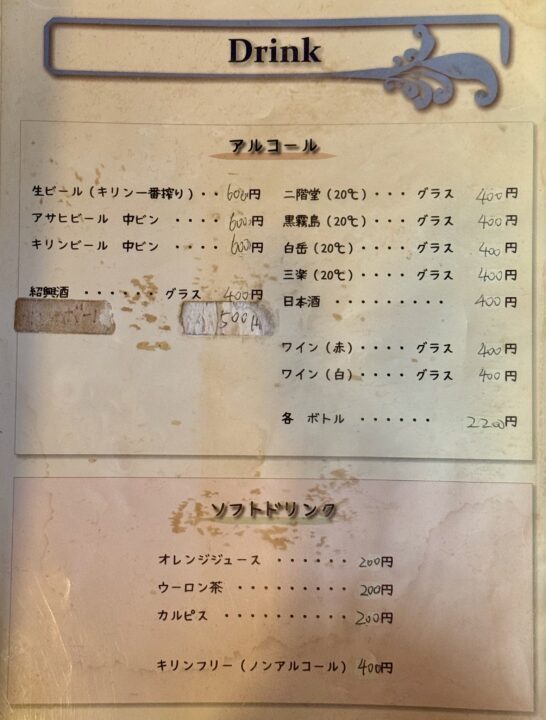 Drink
アルコール
生ビール（キリン一番搾り）・・600円
アサヒビール 中ビン ・・・・600円
キリンビール 中ビン ・・・・600円
紹興酒 ・・・・・・グラス 400円
500円
二階堂（20℃）・・・グラス 400円
黒霧島（20℃）・・・グラス 400円
白岳（20℃）・・・・グラス 400円
三楽（20℃）・・・・グラス 400円
日本酒 ・・・・・・・・・400円
ワイン（赤）・・・・グラス 400円
ワイン（白）・・・・グラス 400円
各 ボトル ・・・・・・2200円
ソフトドリンク
オレンジジュース ・・・・・・200円
ウーロン茶 ・・・・・・・・・200円
カルピス ・・・・・・・・・・200円
キリンフリー（ノンアルコール）400円